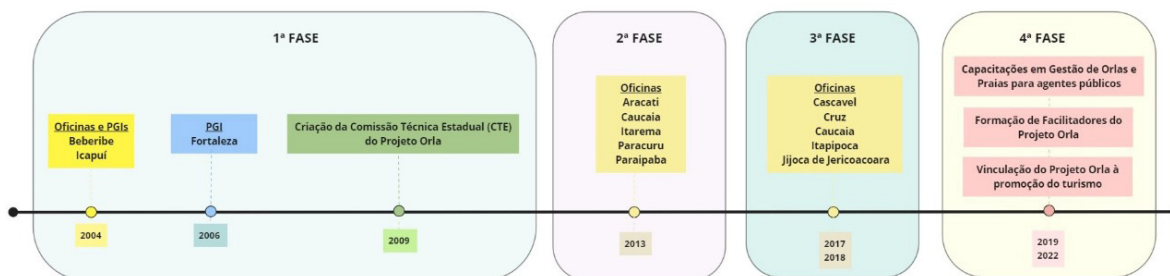 1ª FASE
Oficinas e PGIs
Beberibe
Icapuí
2004
PGI
Fortaleza
2006
Criação da Comissão Técnica Estadual (CTE)
do Projeto Orla
2009
2ª FASE
Oficinas
Aracati
Caucaia
Itarema
Paracuru
Paraipaba
2013
3ª FASE
Oficinas
Cascavel
Cruz
Caucaia
Itapipoca
Jijoca de Jericoacoara
2017
2018
4ª FASE
Capacitações em Gestão de Orlas e
Praias para agentes públicos
Formação de Facilitadores do
Projeto Orla
Vinculação do Projeto Orla à
promoção do turismo
2019
2022